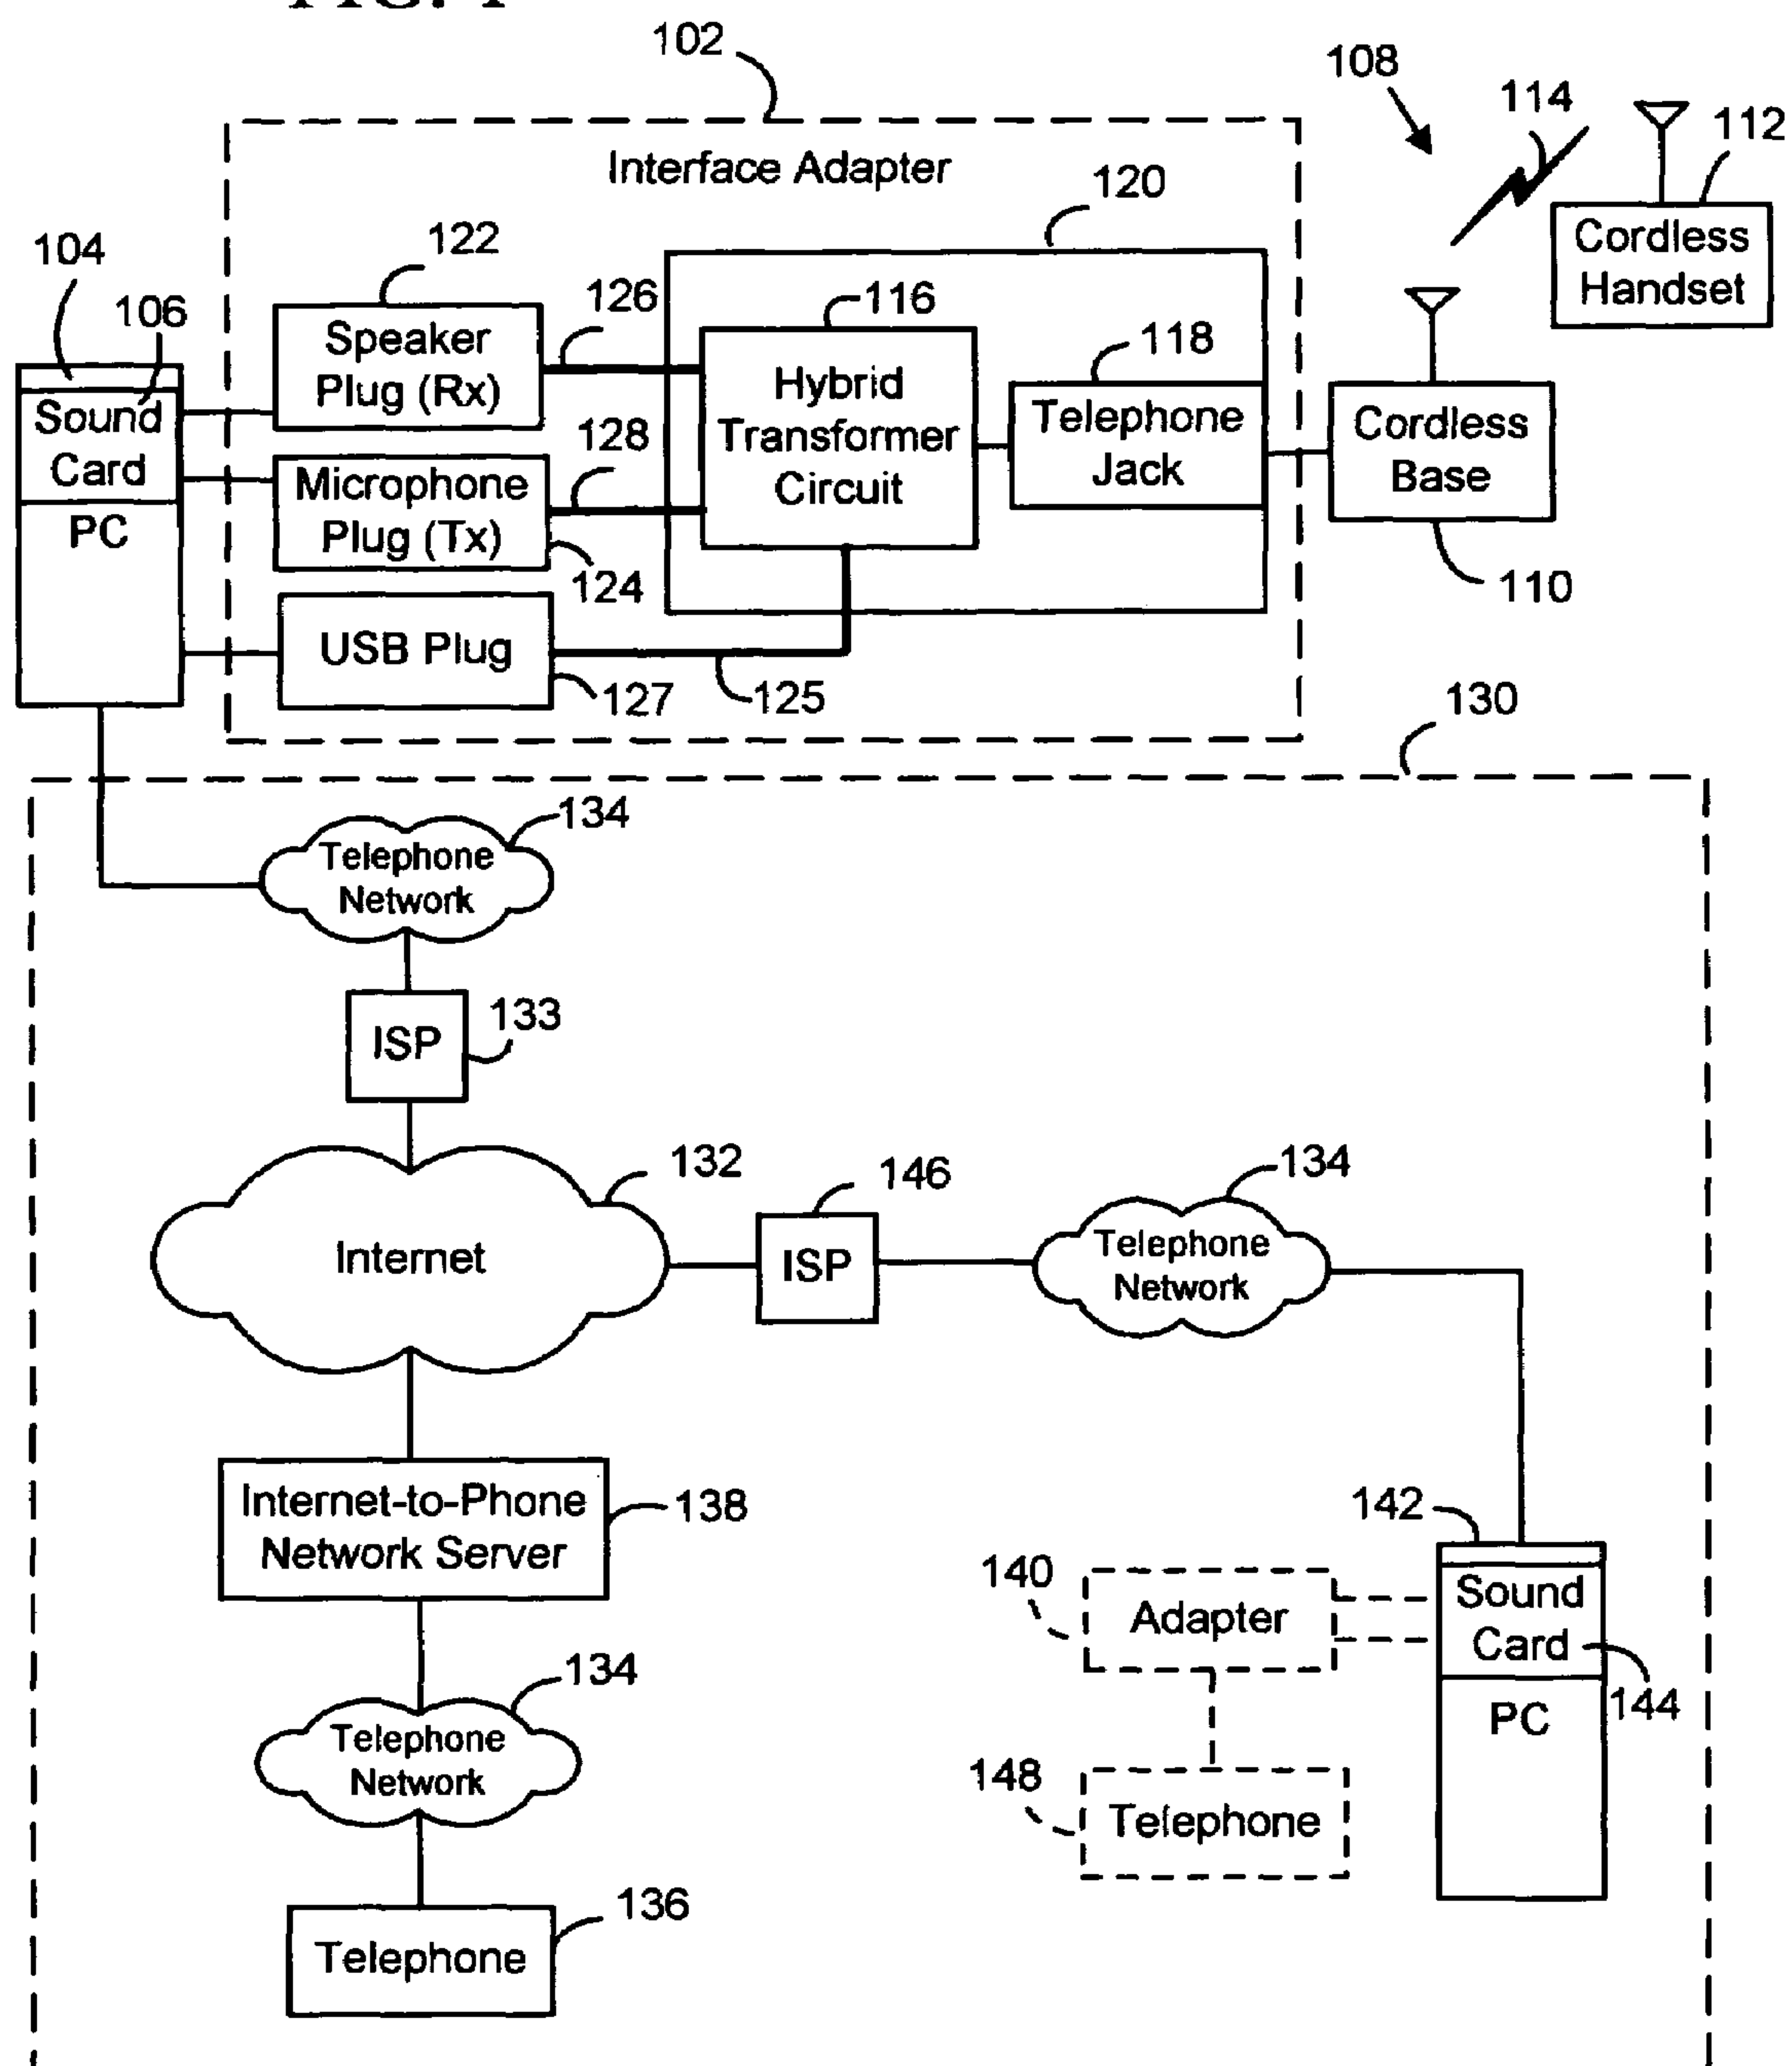 102
108
114
112
Interface Adapter
120
Cordless
Handset
104
122
106
126
116
Speaker
Plug (Rx)
118
Hybrid
Transformer
Circuit
Sound
Card
128
Telephone
Jack
Cordless
Base
Microphone
Plug (Tx)
PC
124
110
USB Plug
127
125
130
134
Telephone
Network
ISP
133
132
146
134
Internet
ISP
Telephone
Network
Internet-to-Phone
Network Server
138
142
140
Adapter
Sound
Card
144
PC
134
Telephone
Network
148
Telephone
136
Telephone